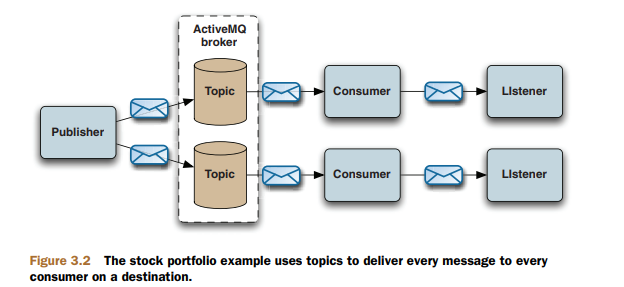 ActiveMQ
broker
Topic
Consumer
LIstener
Publisher
Topic
Consumer
LIstener
Figure 3.2 The stock portfolio example uses topics to deliver every message to every
consumer on a destination.